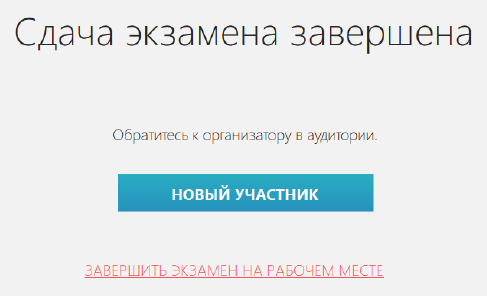 Сдача экзамена завершена
Обратитесь к организатору в аудитории.
НОВЫЙ УЧАСТНИК
ЗАВЕРШИТЬ ЭКЗАМЕН НА РАБОЧЕМ МЕСТЕ